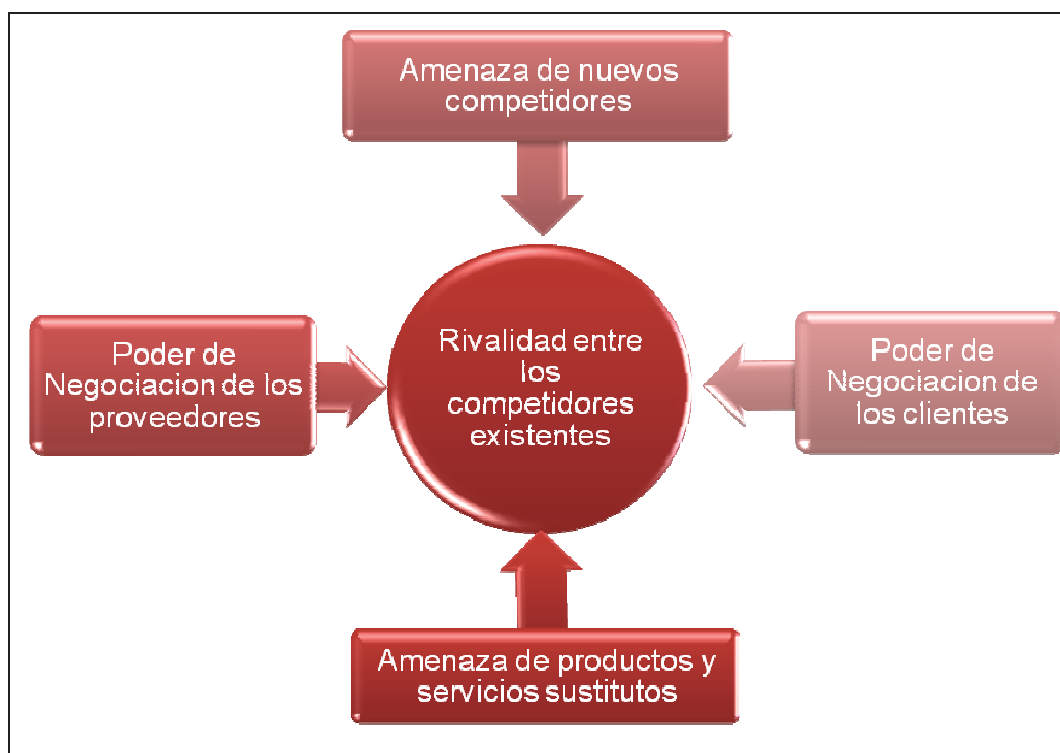 Amenaza de nuevos
competidores
Poder de
Negociacion de los
proveedores
Rivalidad entre
los
competidores
existentes
Poder de
Negociacion de
los clientes
Amenaza de productos y
servicios sustitutos